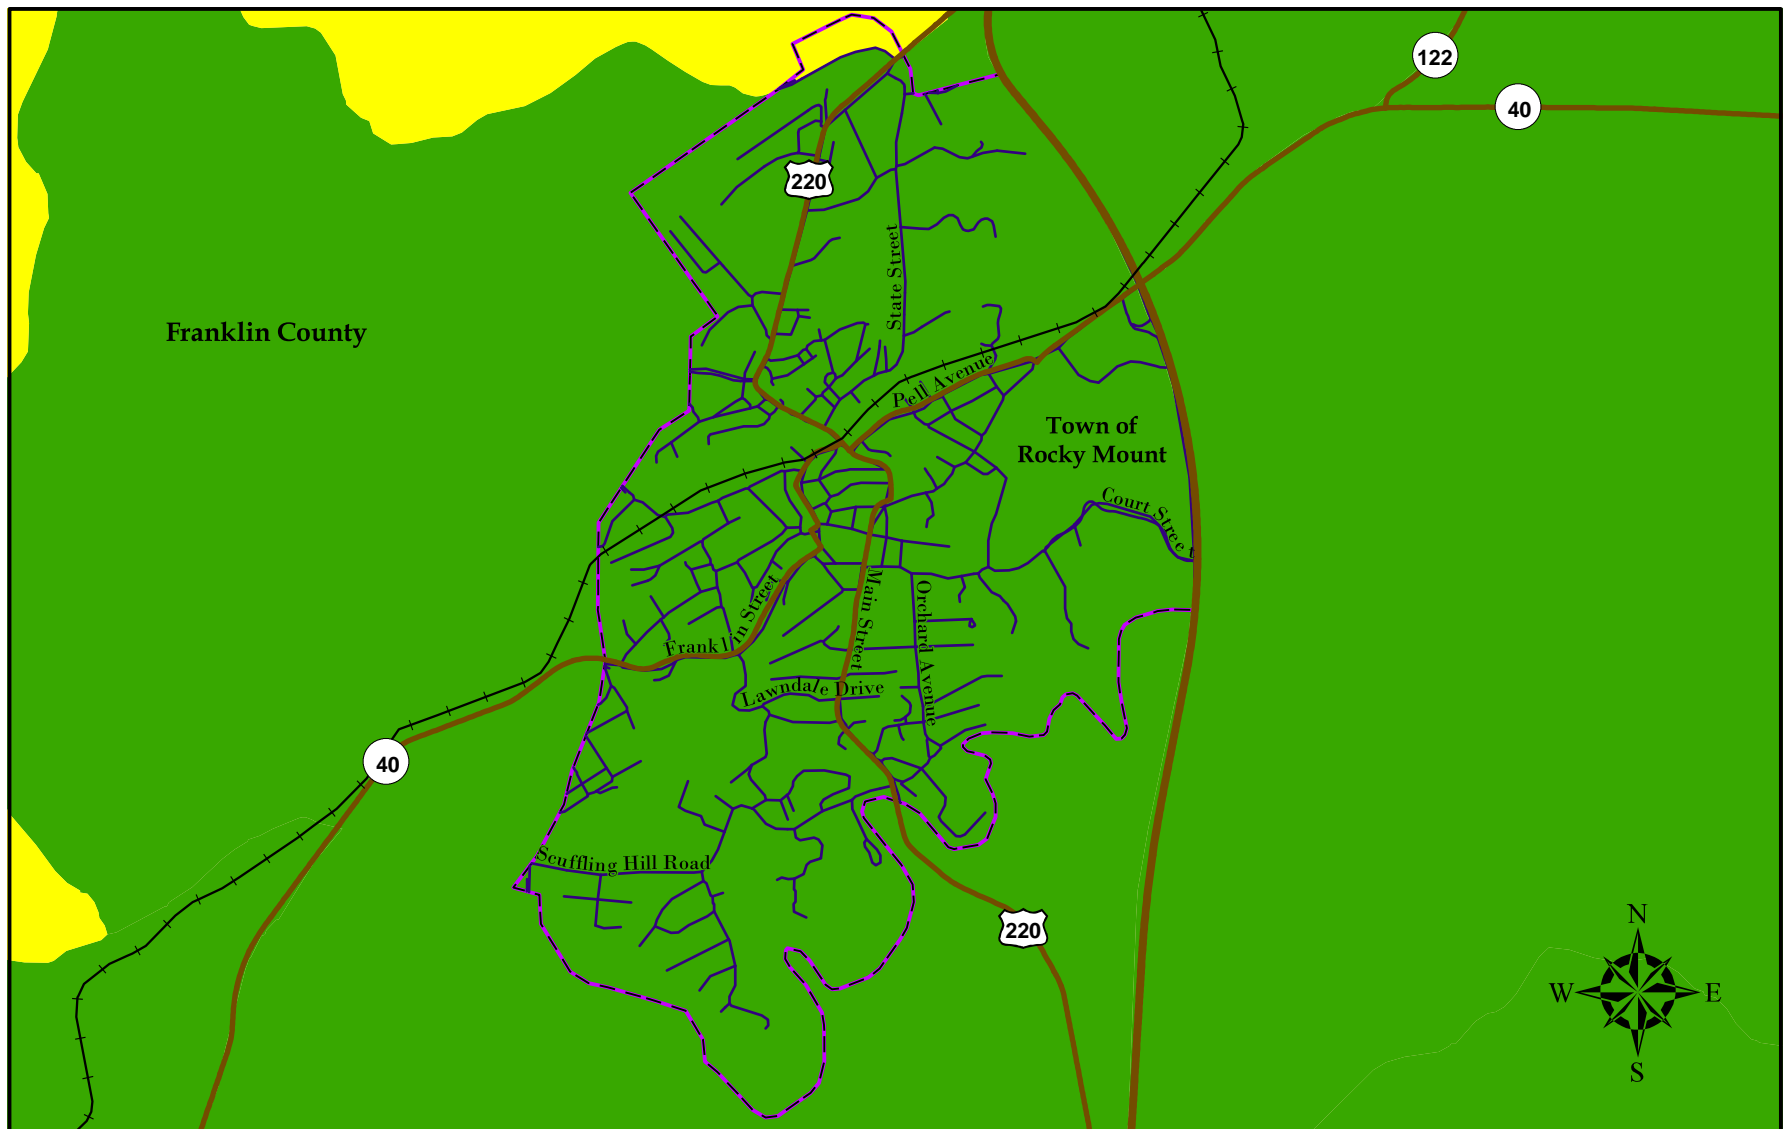 122
40
220
State Street
Franklin County
Pell Avenue
Town of
Rocky Mount
Court Street
Main Street
Orchard Avenue
Franklin Street
Lawndale Drive
40
Scuffling Hill Road
220
N
W
E
S